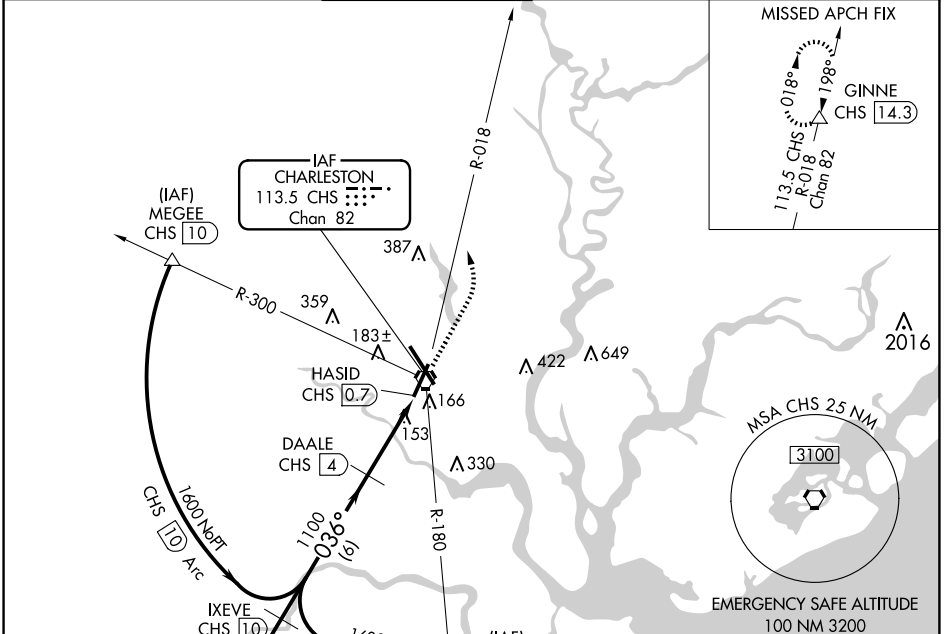 MISSED APCH FIX
018°
198°
GINNE
CHS 14.3
113.5 CHS
R-018
Chan 82
R-018
IAF
CHARLESTON
113.5 CHS
Chan 82
(IAF)
MEGEE
CHS 10
387
R-300
359
183±
2016
HASID
CHS 0.7
422
649
166
153
MSA CHS 25 NM
3100
DAALE
CHS 4
330
1600 NoPT
CHS 10 Arc
1100
036°
(6)
R-180
IXEVE
CHS 10
(IAF)
EMERGENCY SAFE ALTITUDE
100 NM 3200